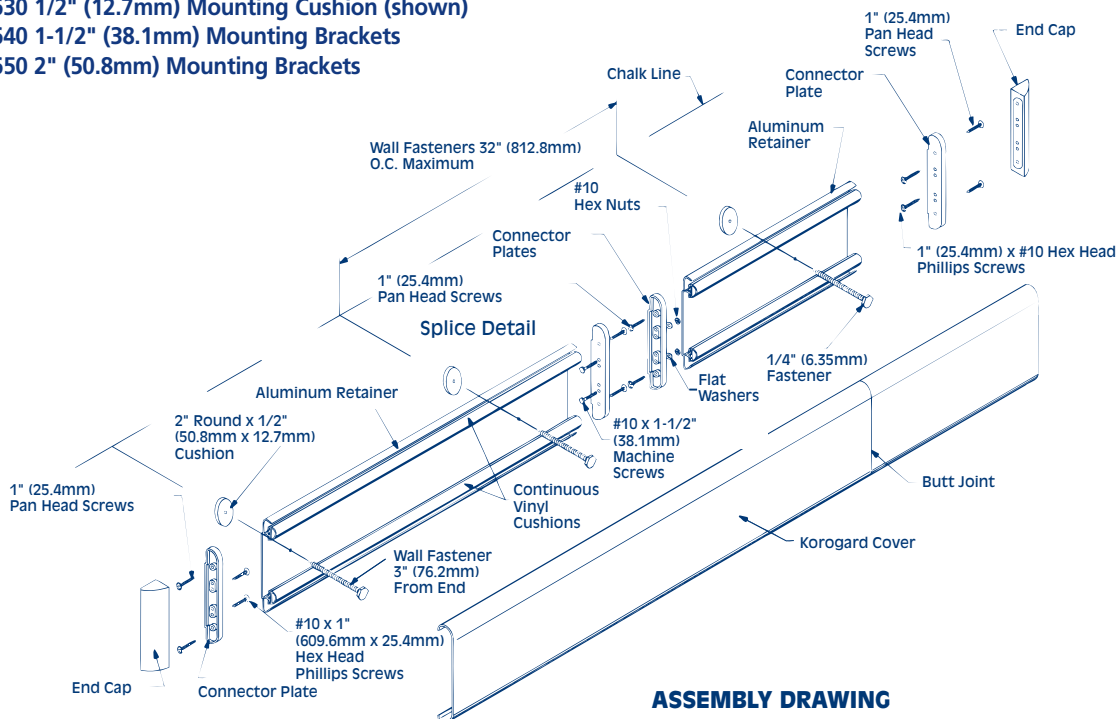 530 1/2" (12.7mm) Mounting Cushion (shown)
540 1-1/2" (38.1mm) Mounting Brackets
550 2" (50.8mm) Mounting Brackets
1" (25.4mm)
Pan Head
Screws
End Cap
Chalk Line
Connector
Plate
Aluminum
Retainer
Wall Fasteners 32" (812.8mm)
O.C. Maximum
#10
Hex Nuts
Connector
Plates
1" (25.4mm) x #10 Hex Head
Phillips Screws
1" (25.4mm)
Pan Head Screws
Splice Detail
1/4" (6.35mm)
Fastener
Flat
Washers
Aluminum Retainer
2" Round x 1/2"
(50.8mm x 12.7mm)
Cushion
#10 x 1-1/2"
(38.1mm)
Machine
Screws
Butt Joint
1" (25.4mm)
Pan Head Screws
Continuous
Vinyl
Cushions
Korogard Cover
Wall Fastener
3" (76.2mm)
From End
#10 x 1"
(609.6mm x 25.4mm)
Hex Head
Phillips Screws
End Cap
Connector Plate
ASSEMBLY DRAWING